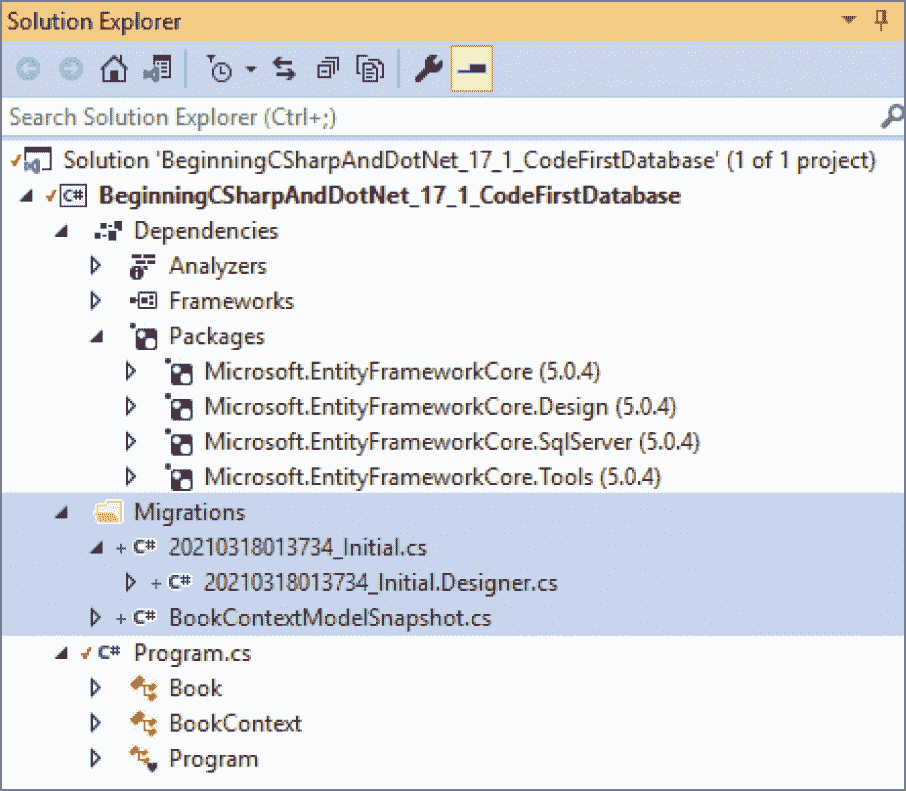 Solution Explorer
Search Solution Explorer (Ctrl+;)
Solution 'BeginningCSharpAndDotNet_17_1_CodeFirstDatabase' (1 of 1 project)
C# BeginningCSharpAndDotNet_17_1_CodeFirstDatabase
Dependencies
Analyzers
Frameworks
Packages
Microsoft.EntityFrameworkCore (5.0.4)
Microsoft.EntityFrameworkCore.Design (5.0.4)
Microsoft.EntityFrameworkCore.SqlServer (5.0.4)
Microsoft.EntityFrameworkCore.Tools (5.0.4)
Migrations
+ C# 20210318013734_Initial.cs
+ C# 20210318013734_Initial.Designer.cs
+ C# BookContextModelSnapshot.cs
C# Program.cs
Book
BookContext
Program